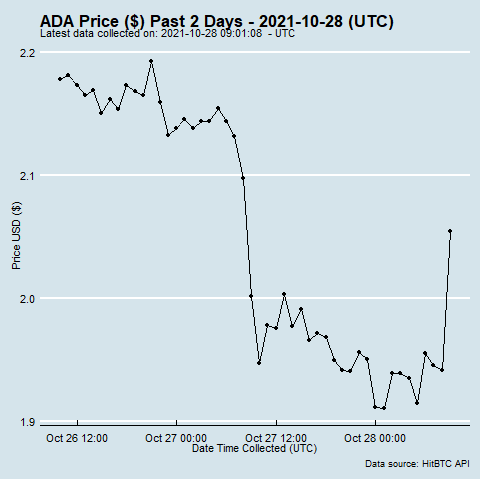 ADA Price ($) Past 2 Days - 2021-10-28 (UTC)
Latest data collected on: 2021-10-28 09:01:08  - UTC
2.2
2.1
2.0
1.9
Price USD ($)
Oct 26 12:00 Oct 27 00:00 Oct 27 12:00 Oct 28 00:00
Date Time Collected (UTC)
Data source: HitBTC API